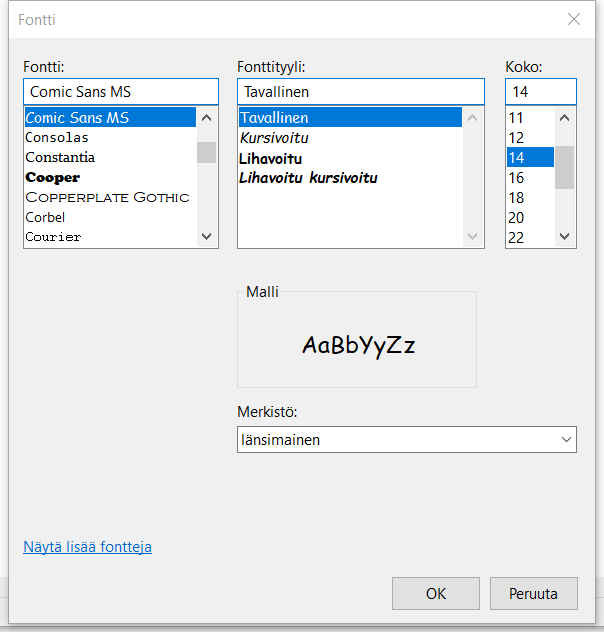 Fontti
Fontti: Fonttityyli: Koko:
Comic Sans MS Tavallinen 14
Comic Sans MS Tavallinen 11
Consolas Kursivoitu 12
Constantia Lihavoitu 14
Cooper Lihavoitu kursivoitu 16
Copperplate Gothic 18
Corbel 20
Courier 22
Malli
AaBbYyZz
Merkistö:
länsimainen
Näytä lisää fontteja
OK Peruuta